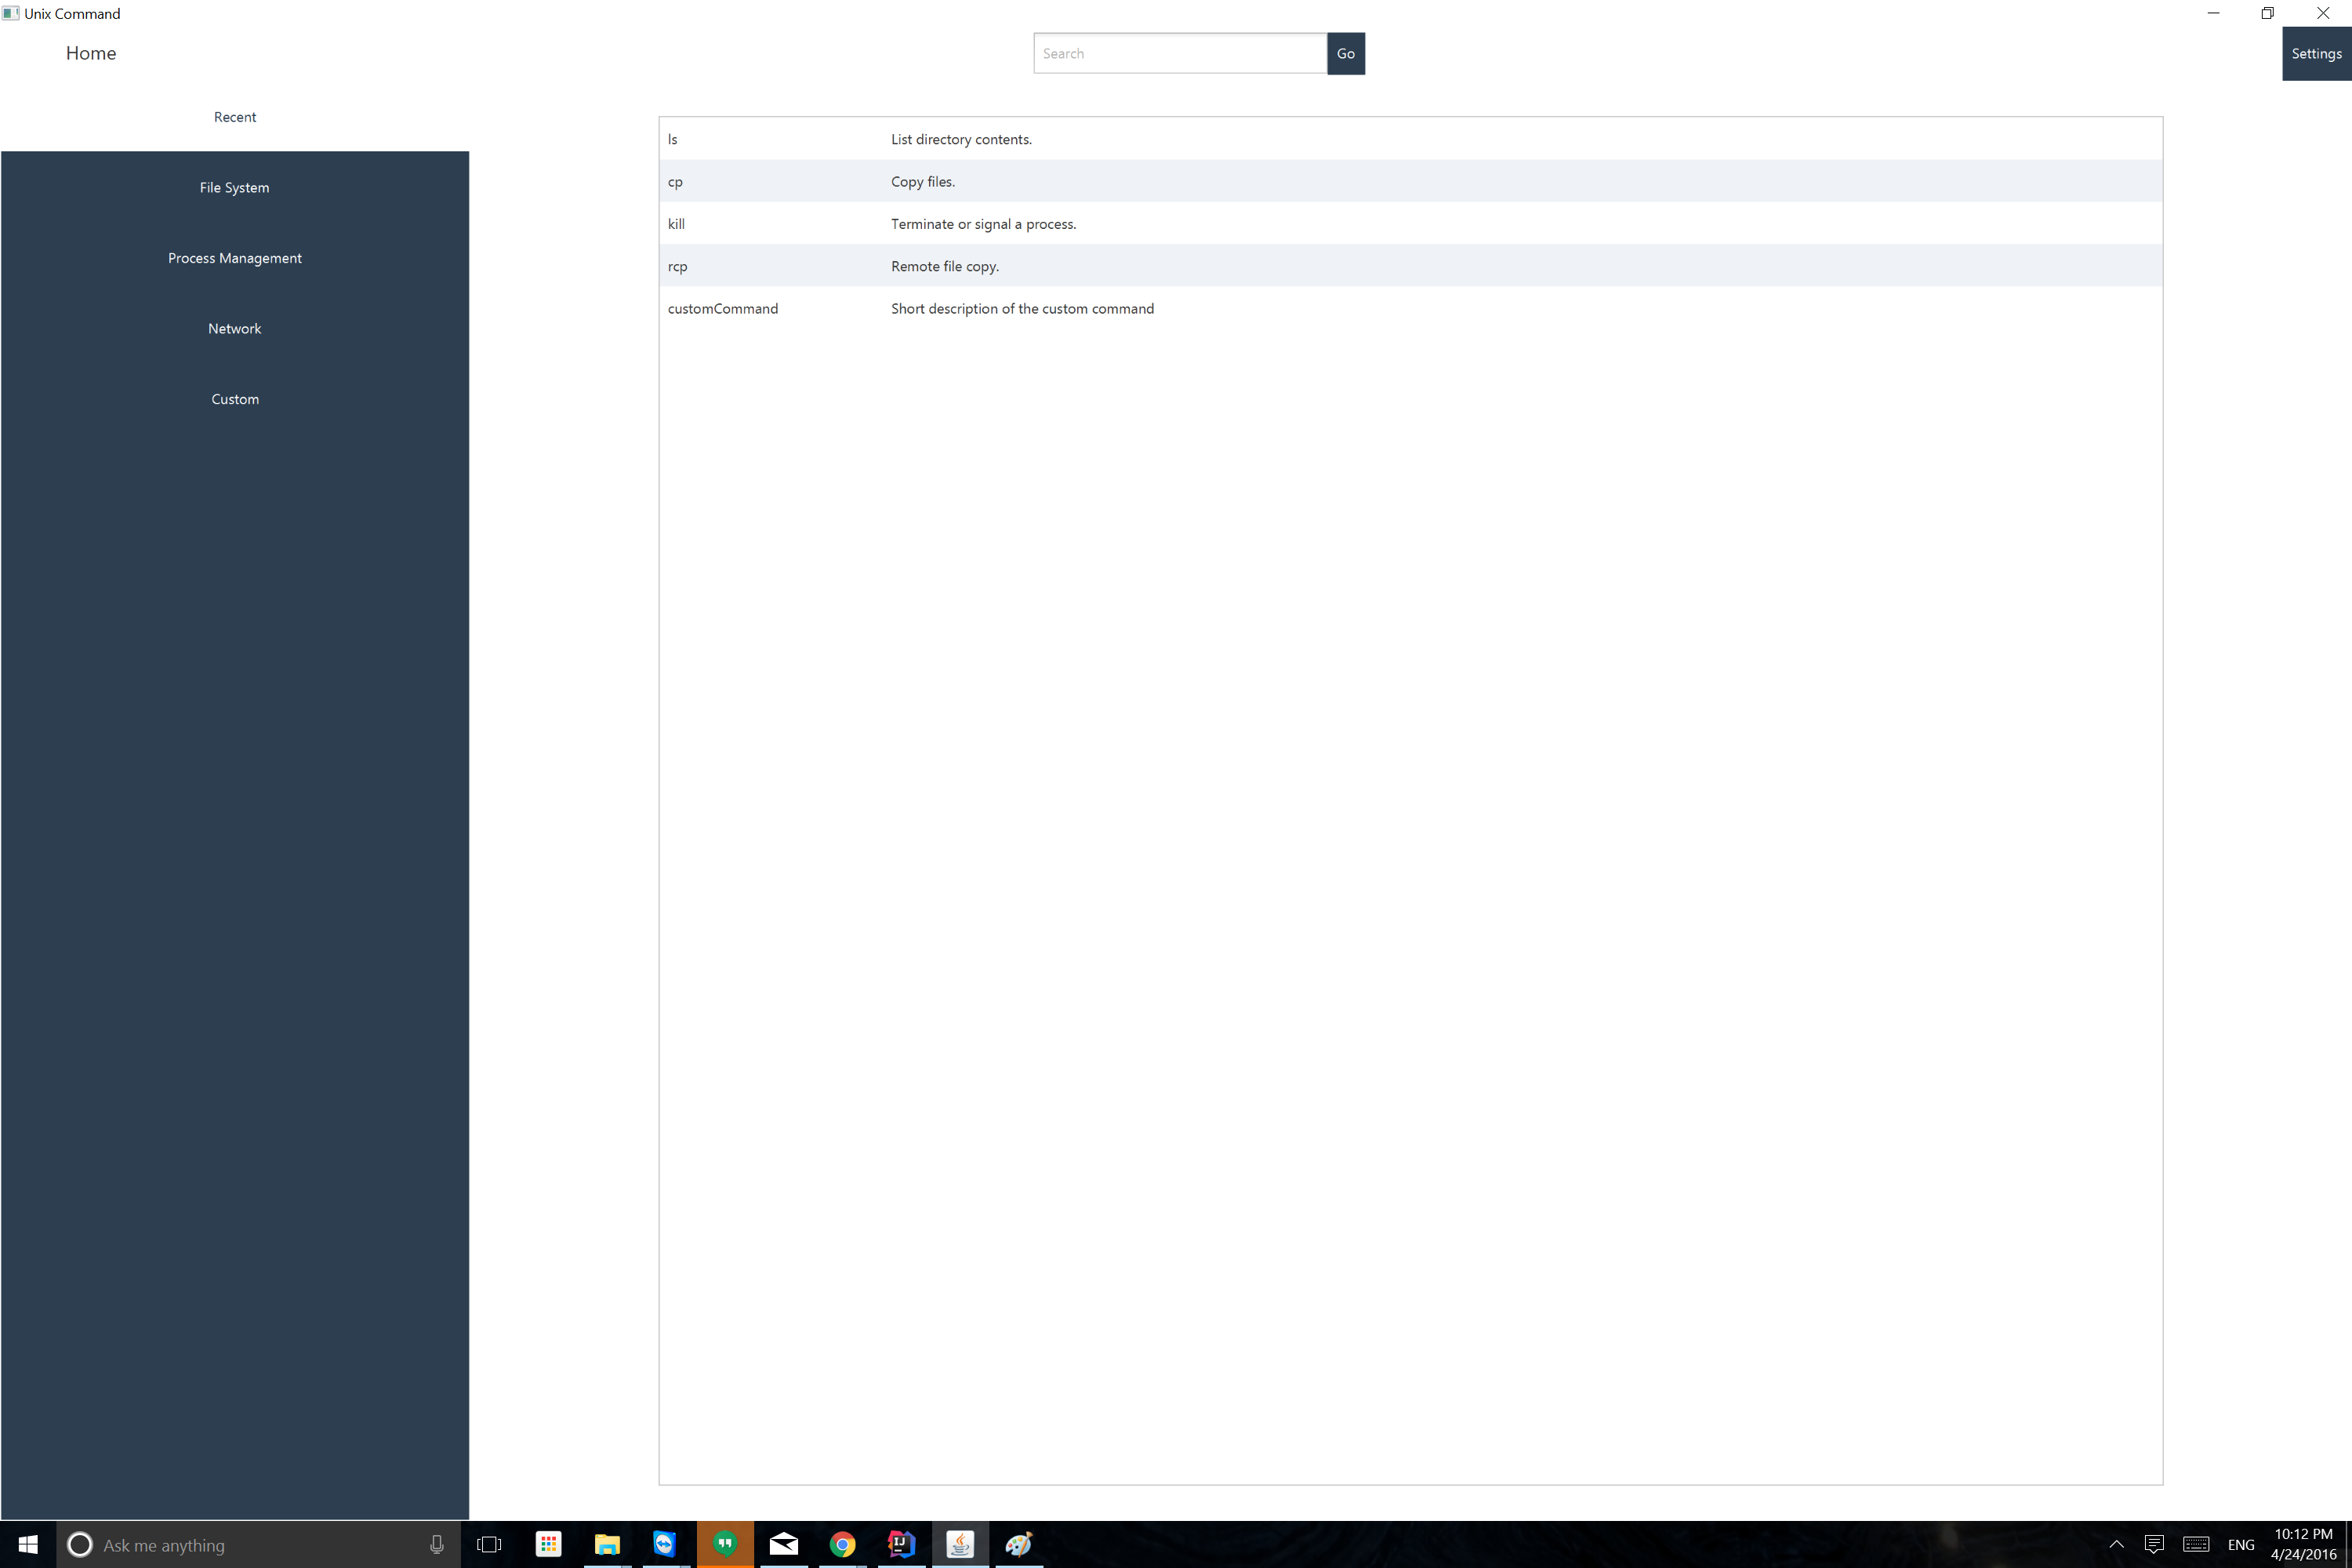 Unix Command
Home
Search
Go
Settings
Recent
File System
Process Management
Network
Custom
ls List directory contents.
cp Copy files.
kill Terminate or signal a process.
rcp Remote file copy.
customCommand Short description of the custom command
Ask me anything
IJ
ENG
10:12 PM
4/24/2016